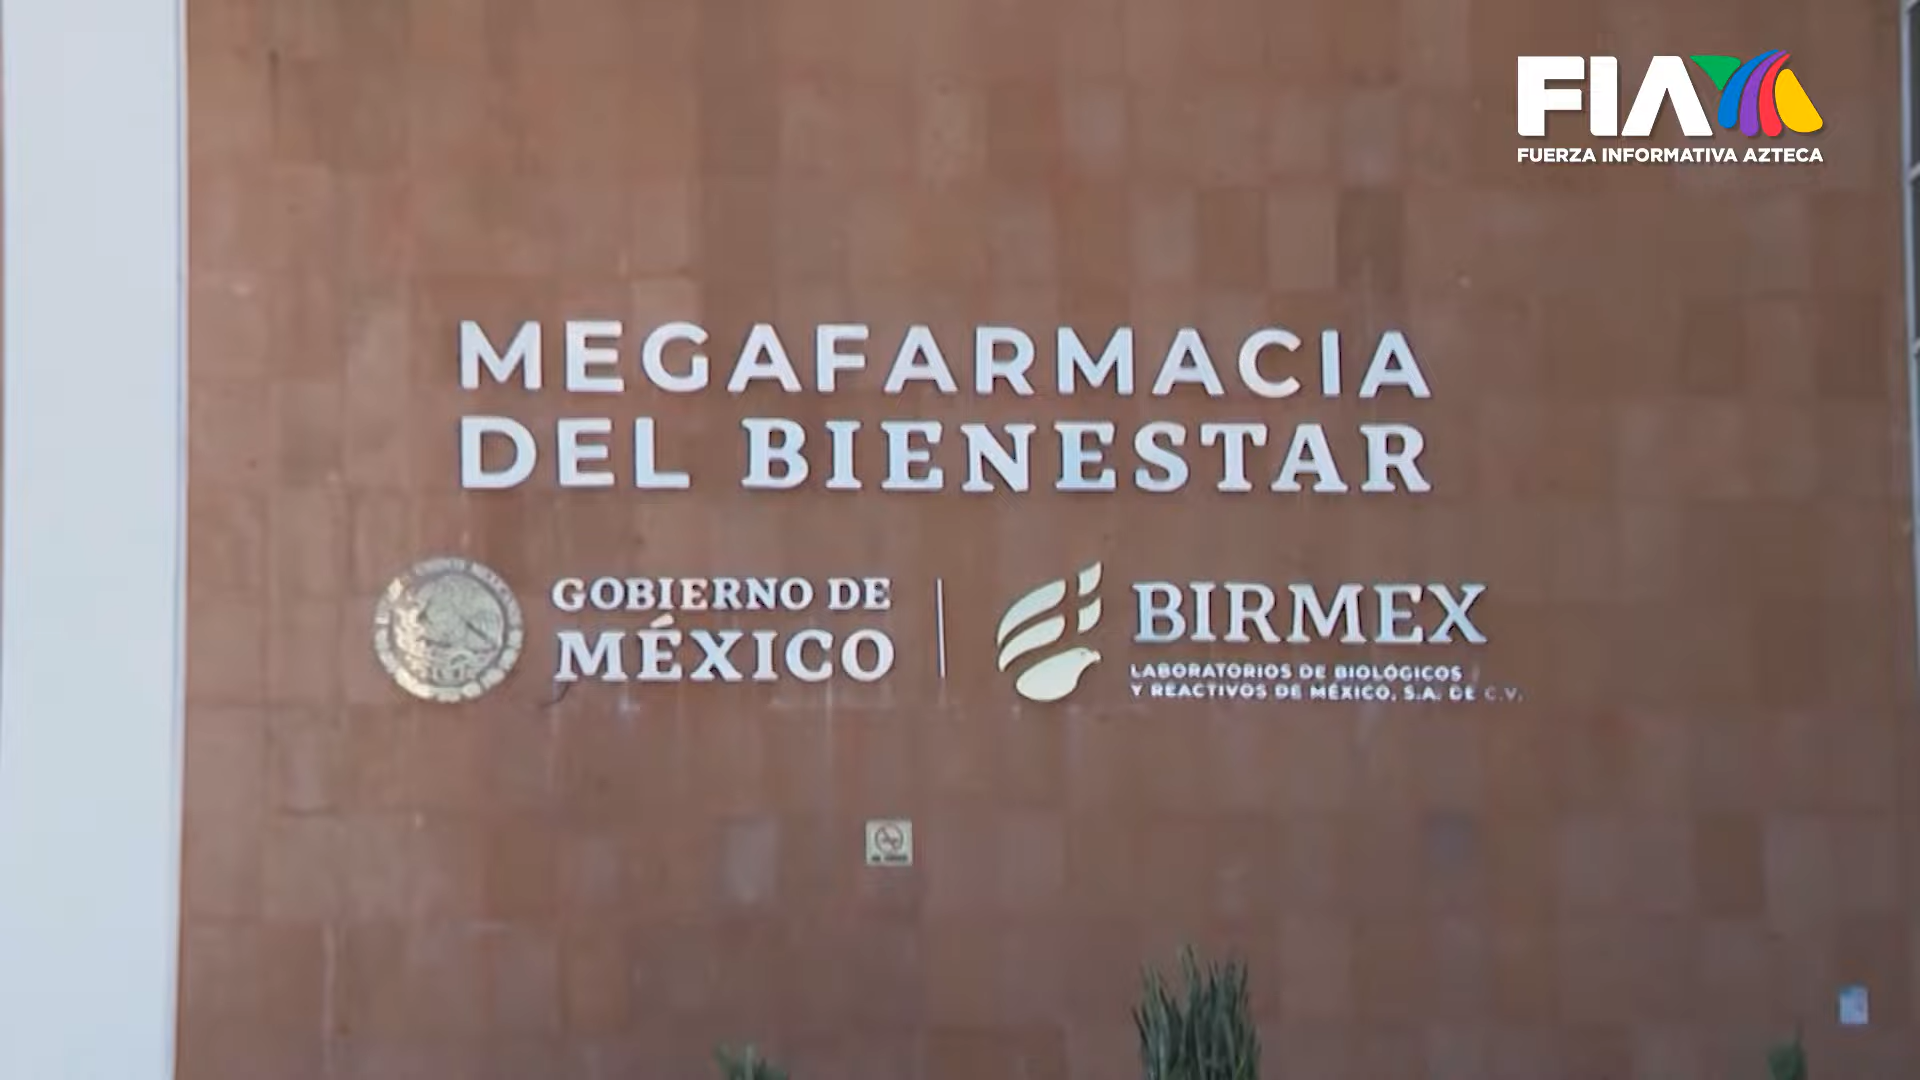 FIA
FUERZA INFORMATIVA AZTECA
MEGAFARMACIA
DEL BIENESTAR
GOBIERNO DE
MÉXICO
BIRMEX
LABORATORIOS DE BIOLÓGICOS
Y REACTIVOS DE MÉXICO, S.A. DE C.V.